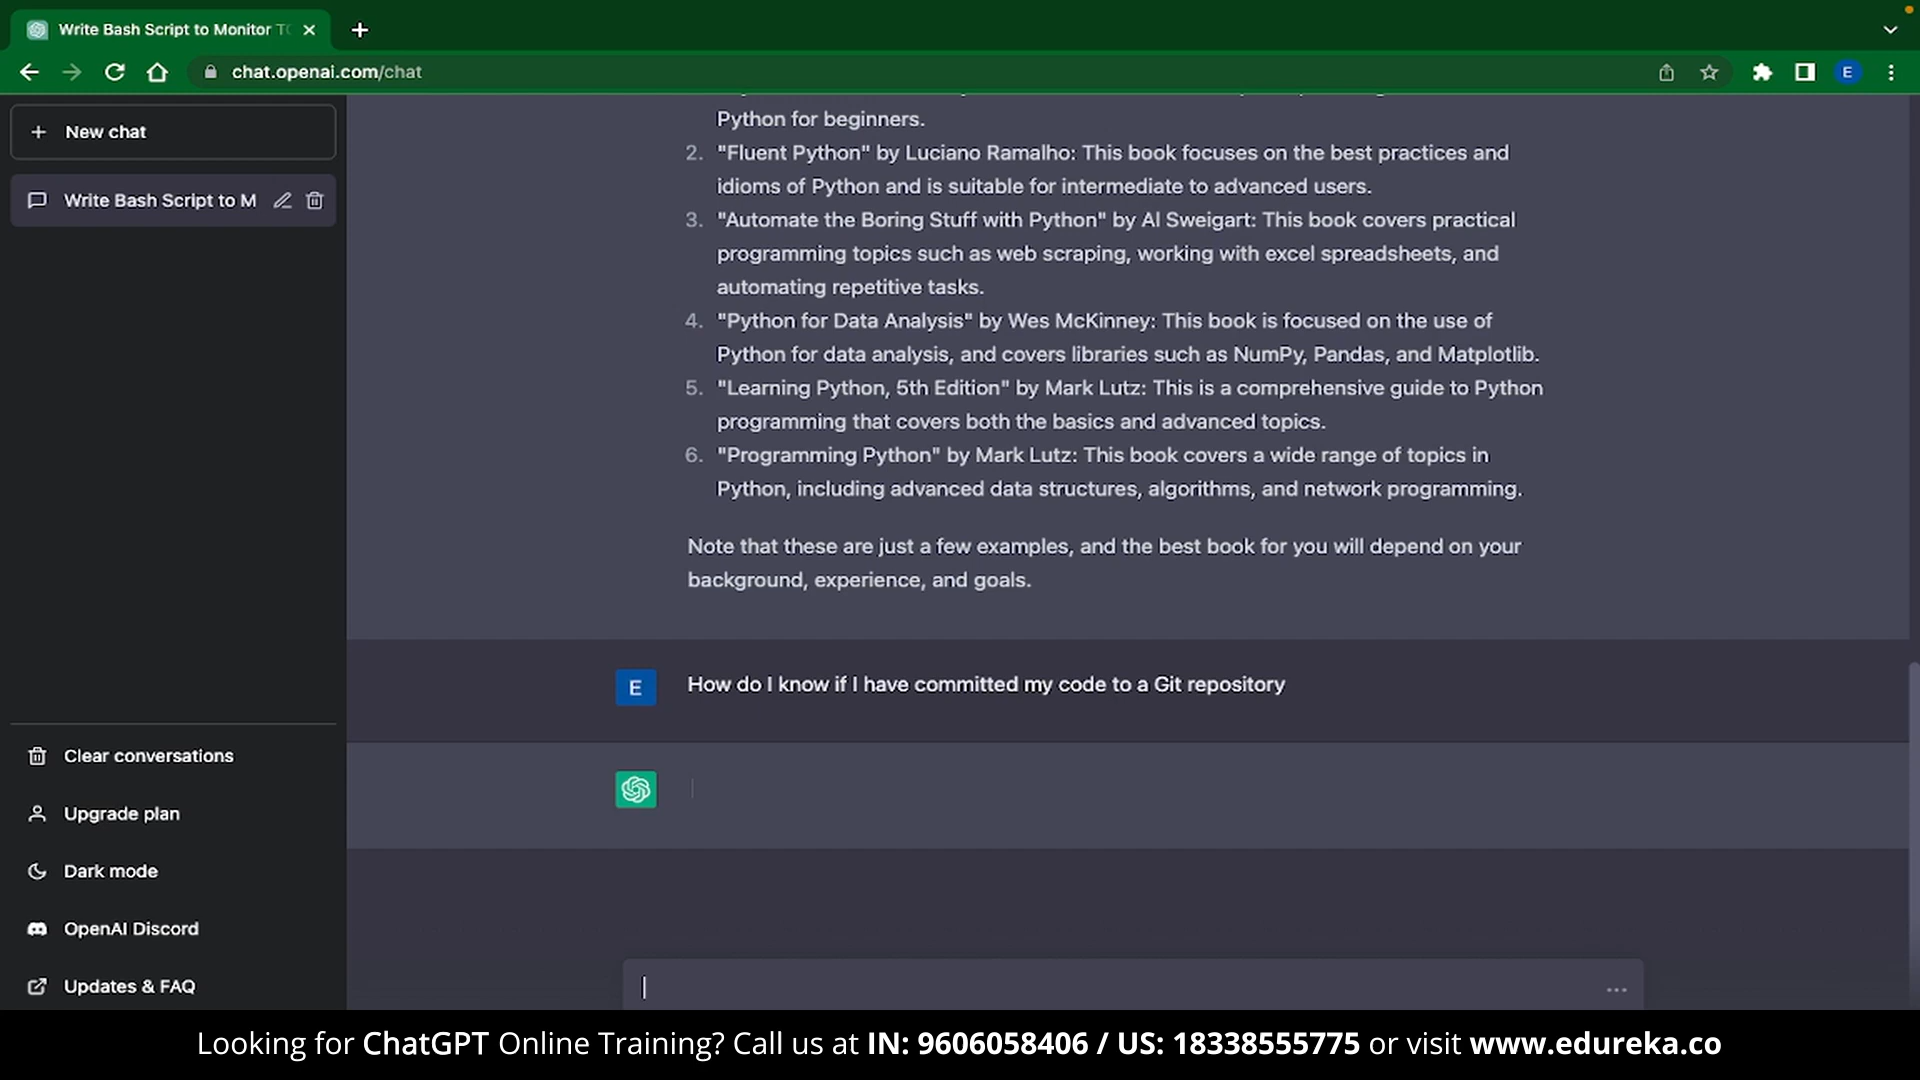 Write Bash Script to Monitor
chat.openai.com/chat
E
New chat
Write Bash Script to M
Python for beginners.
2. "Fluent Python" by Luciano Ramalho: This book focuses on the best practices and
idioms of Python and is suitable for intermediate to advanced users.
3. "Automate the Boring Stuff with Python" by Al Sweigart: This book covers practical
programming topics such as web scraping, working with excel spreadsheets, and
automating repetitive tasks.
4. "Python for Data Analysis" by Wes McKinney: This book is focused on the use of
Python for data analysis, and covers libraries such as NumPy, Pandas, and Matplotlib.
5. "Learning Python, 5th Edition" by Mark Lutz: This is a comprehensive guide to Python
programming that covers both the basics and advanced topics.
6. "Programming Python" by Mark Lutz: This book covers a wide range of topics in
Python, including advanced data structures, algorithms, and network programming.
Note that these are just a few examples, and the best book for you will depend on your
background, experience, and goals.
E
How do I know if I have committed my code to a Git repository
Clear conversations
Upgrade plan
Dark mode
OpenAI Discord
Updates & FAQ
Looking for ChatGPT Online Training? Call us at IN: 9606058406 / US: 18338555775 or visit www.edureka.co